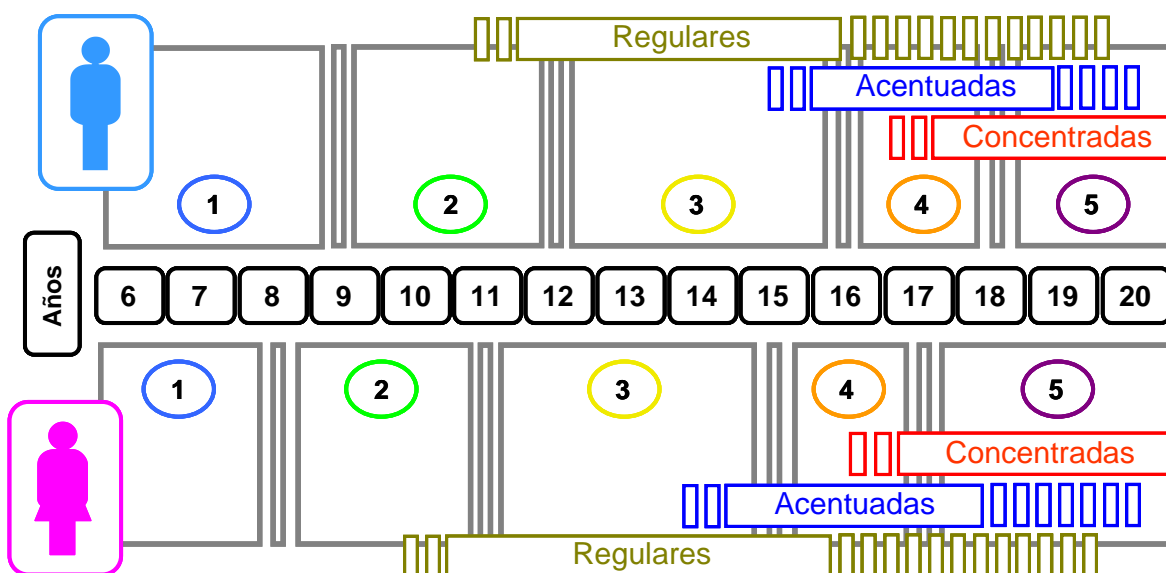 Regulares
Acentuadas
Concentradas
1 2 3 4 5
Años 6 7 8 9 10 11 12 13 14 15 16 17 18 19 20
1 2 3 4 5
Concentradas
Acentuadas
Regulares